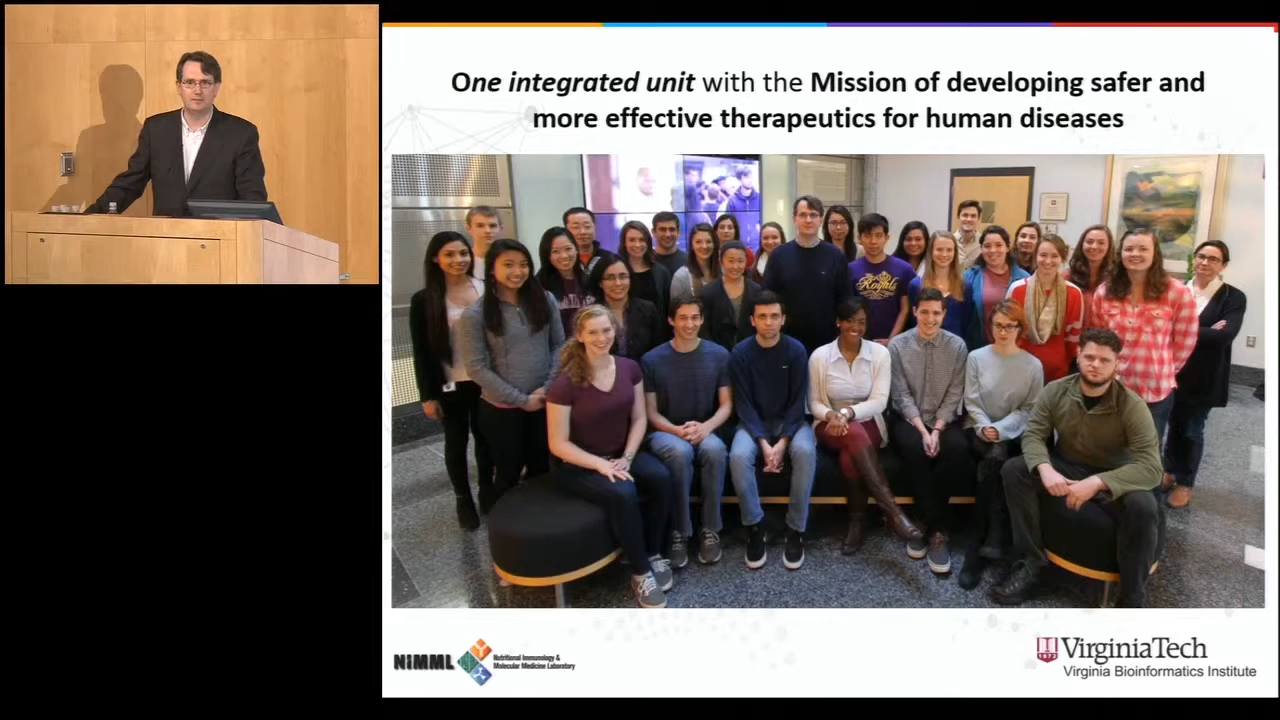 One integrated unit with the Mission of developing safer and
more effective therapeutics for human diseases
Royals
NIMML
Nutritional Immunology &
Molecular Medicine Laboratory
1872
VirginiaTech
Virginia Bioinformatics Institute